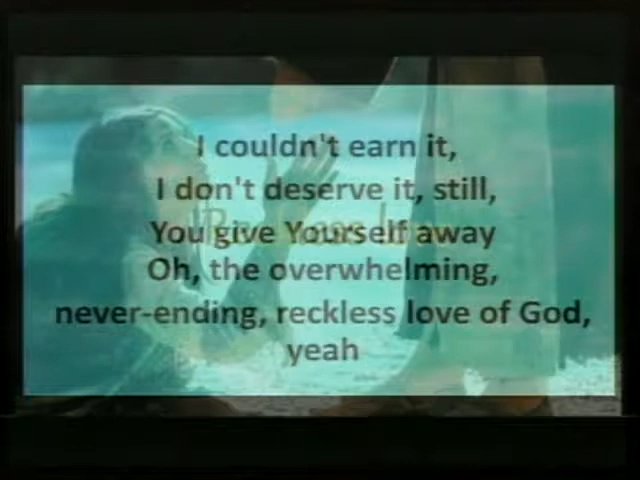 I couldn't earn it,
I don't deserve it, still,
You give Yourself away
Oh, the overwhelming,
never-ending, reckless love of God,
yeah